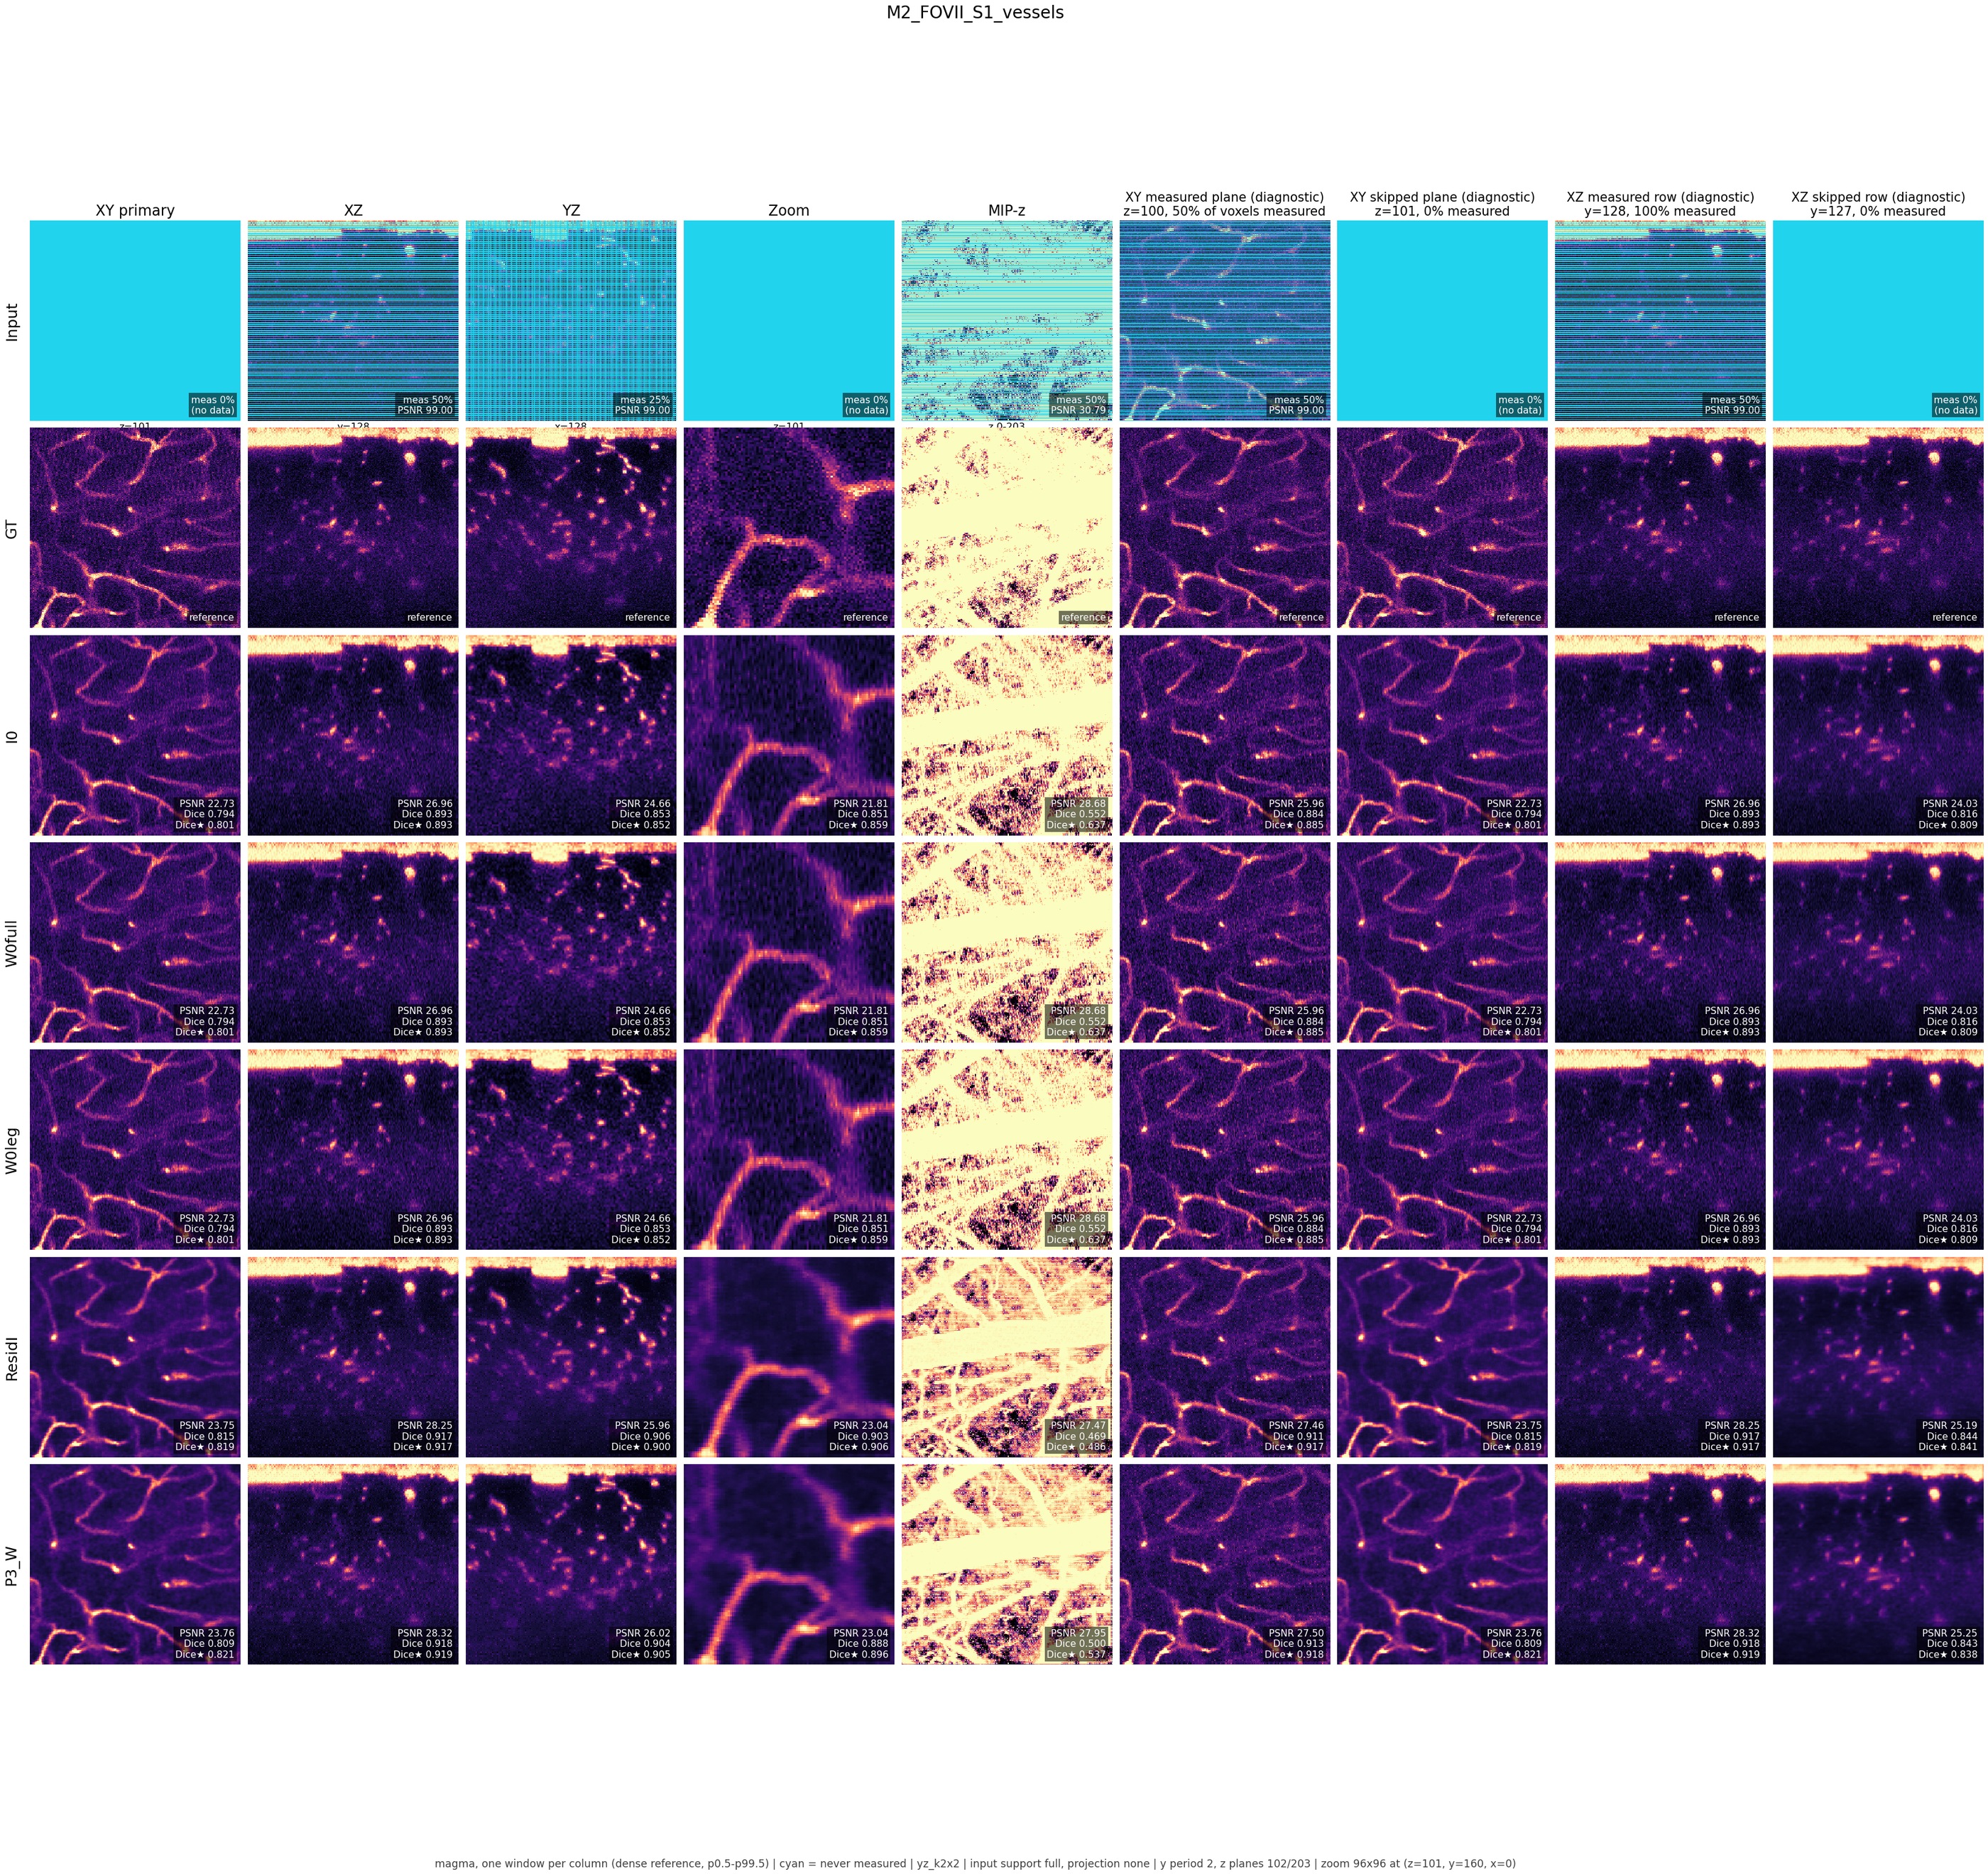 M2_FOVII_S1_vessels
XY primary
XZ
YZ
Zoom
MIP-z
XY measured plane (diagnostic)
z=100, 50% of voxels measured
XY skipped plane (diagnostic)
z=101, 0% measured
XZ measured row (diagnostic)
y=128, 100% measured
XZ skipped row (diagnostic)
y=127, 0% measured
Input
meas 0%
(no data)
meas 50%
PSNR 99.00
meas 25%
PSNR 99.00
meas 0%
(no data)
meas 50%
PSNR 30.79
meas 50%
PSNR 99.00
meas 0%
(no data)
meas 50%
PSNR 99.00
meas 0%
(no data)
z=101
y=128
x=128
z=101
z 0-203
GT
reference
reference
reference
reference
reference
reference
reference
reference
reference
I0
PSNR 22.73
Dice 0.794
Dice★ 0.801
PSNR 26.96
Dice 0.893
Dice★ 0.893
PSNR 24.66
Dice 0.853
Dice★ 0.852
PSNR 21.81
Dice 0.851
Dice★ 0.859
PSNR 28.68
Dice 0.552
Dice★ 0.637
PSNR 25.96
Dice 0.884
Dice★ 0.885
PSNR 22.73
Dice 0.794
Dice★ 0.801
PSNR 26.96
Dice 0.893
Dice★ 0.893
PSNR 24.03
Dice 0.816
Dice★ 0.809
W0full
PSNR 22.73
Dice 0.794
Dice★ 0.801
PSNR 26.96
Dice 0.893
Dice★ 0.893
PSNR 24.66
Dice 0.853
Dice★ 0.852
PSNR 21.81
Dice 0.851
Dice★ 0.859
PSNR 28.68
Dice 0.552
Dice★ 0.637
PSNR 25.96
Dice 0.884
Dice★ 0.885
PSNR 22.73
Dice 0.794
Dice★ 0.801
PSNR 26.96
Dice 0.893
Dice★ 0.893
PSNR 24.03
Dice 0.816
Dice★ 0.809
W0leg
PSNR 22.73
Dice 0.794
Dice★ 0.801
PSNR 26.96
Dice 0.893
Dice★ 0.893
PSNR 24.66
Dice 0.853
Dice★ 0.852
PSNR 21.81
Dice 0.851
Dice★ 0.859
PSNR 28.68
Dice 0.552
Dice★ 0.637
PSNR 25.96
Dice 0.884
Dice★ 0.885
PSNR 22.73
Dice 0.794
Dice★ 0.801
PSNR 26.96
Dice 0.893
Dice★ 0.893
PSNR 24.03
Dice 0.816
Dice★ 0.809
PSNR 23.75
Dice 0.815
Dice★ 0.819
PSNR 28.25
Dice 0.917
Dice★ 0.917
PSNR 25.96
Dice 0.906
Dice★ 0.900
PSNR 23.04
Dice 0.903
Dice★ 0.906
PSNR 27.47
Dice 0.469
Dice★ 0.486
PSNR 27.46
Dice 0.911
Dice★ 0.917
PSNR 23.75
Dice 0.815
Dice★ 0.819
PSNR 28.25
Dice 0.917
Dice★ 0.917
PSNR 25.19
Dice 0.844
Dice★ 0.841
P3_W
PSNR 23.76
Dice 0.809
Dice★ 0.821
PSNR 28.32
Dice 0.918
Dice★ 0.919
PSNR 26.02
Dice 0.904
Dice★ 0.905
PSNR 23.04
Dice 0.888
Dice★ 0.896
PSNR 27.95
Dice 0.500
Dice★ 0.537
PSNR 27.50
Dice 0.913
Dice★ 0.918
PSNR 23.76
Dice 0.809
Dice★ 0.821
PSNR 28.32
Dice 0.918
Dice★ 0.919
PSNR 25.25
Dice 0.843
Dice★ 0.838
magma, one window per column (dense reference, p0.5-p99.5) | cyan = never measured | yz_k2x2 | input support full, projection none | y period 2, z planes 102/203 | zoom 96x96 at (z=101, y=160, x=0)